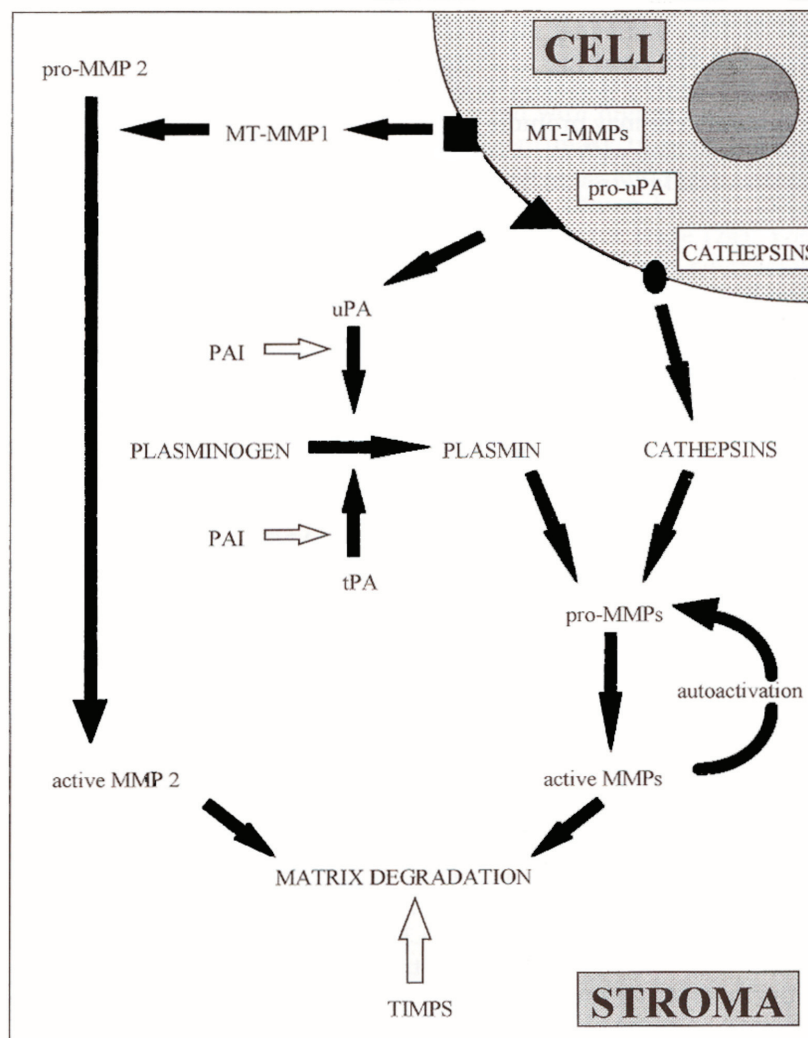 CELL
pro-MMP 2
MT-MMP1
MT-MMPs
pro-uPA
CATHEPSINS
uPA
PAI
PLASMINOGEN
PLASMIN
CATHEPSINS
PAI
tPA
pro-MMPs
autoactivation
active MMP 2
active MMPs
MATRIX DEGRADATION
TIMPS
STROMA